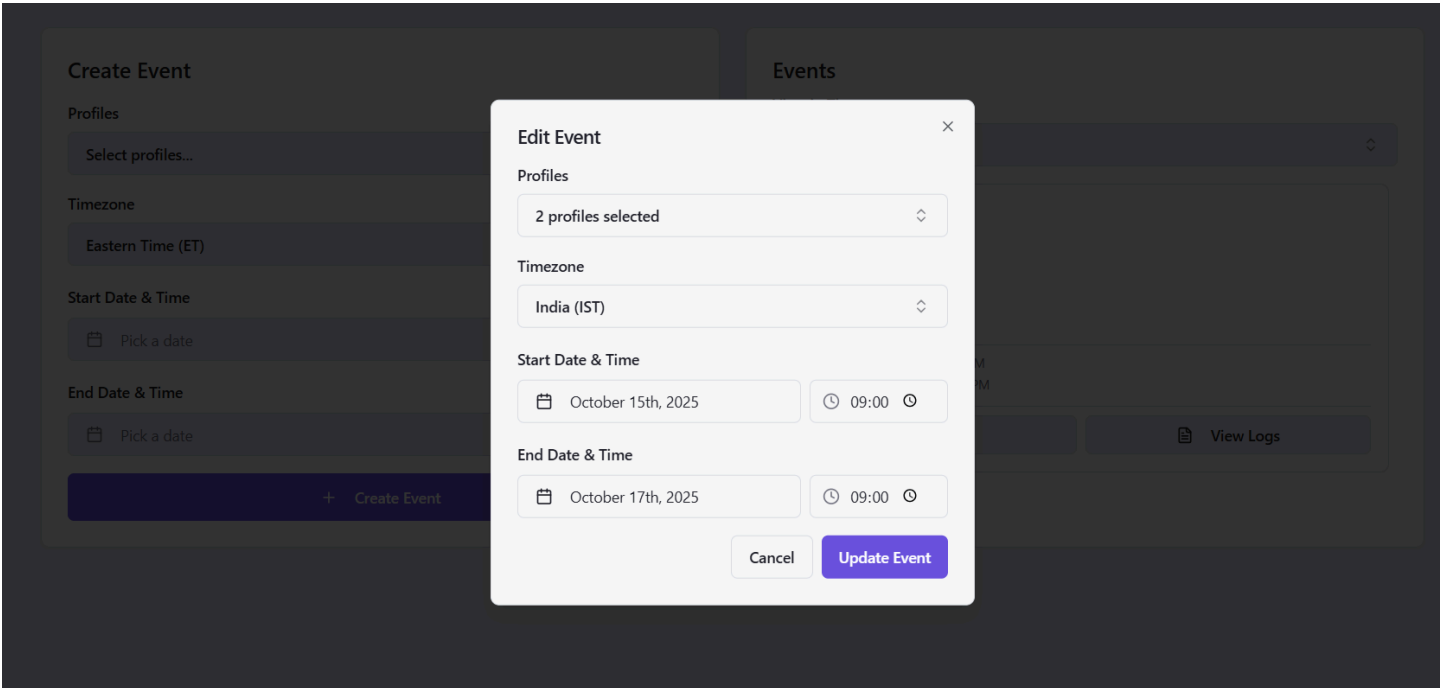 Create Event
Profiles
Select profiles...
Timezone
Eastern Time (ET)
Start Date & Time
Pick a date
End Date & Time
Pick a date
+ Create Event
Events
Edit Event
Profiles
2 profiles selected
Timezone
India (IST)
Start Date & Time
October 15th, 2025 09:00
End Date & Time
October 17th, 2025 09:00
Cancel Update Event
M
PM
View Logs